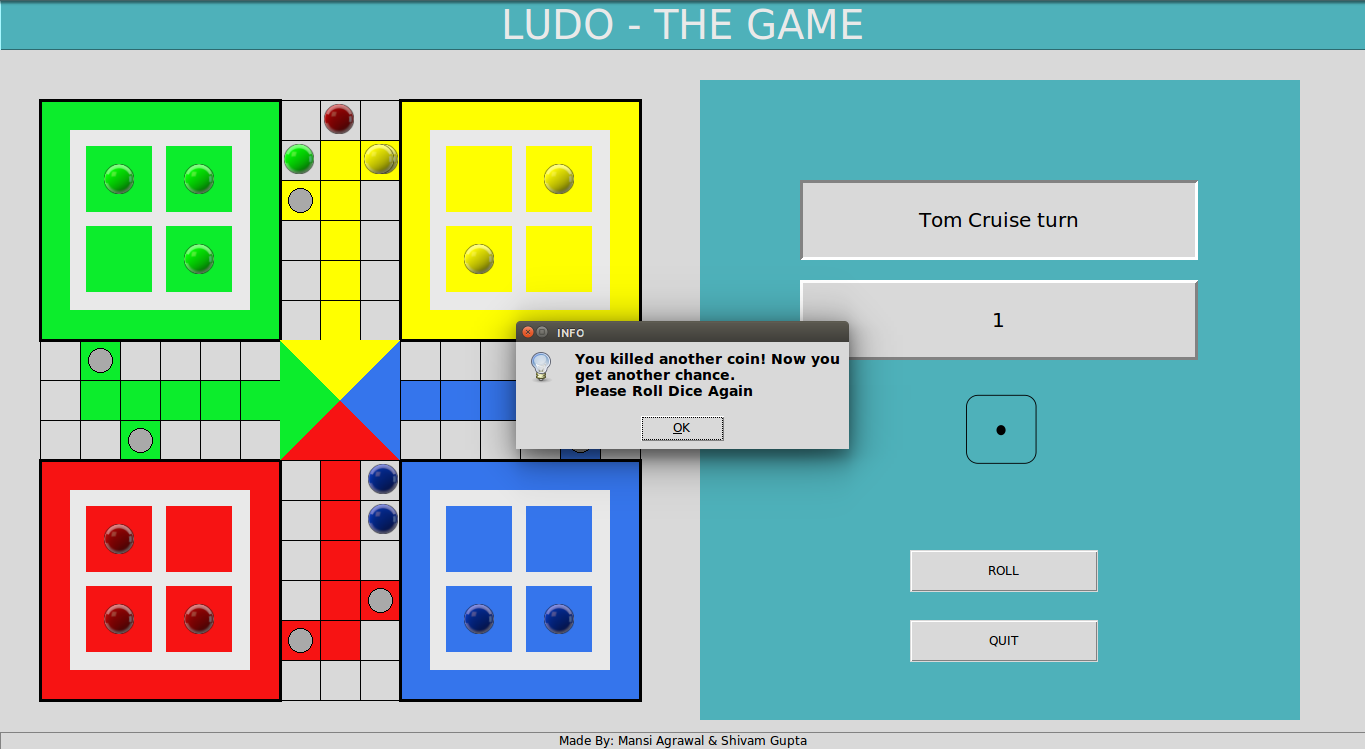 LUDO - THE GAME
Tom Cruise turn
1
INFO
You killed another coin! Now you
get another chance.
Please Roll Dice Again
OK
ROLL
QUIT
Made By: Mansi Agrawal & Shivam Gupta